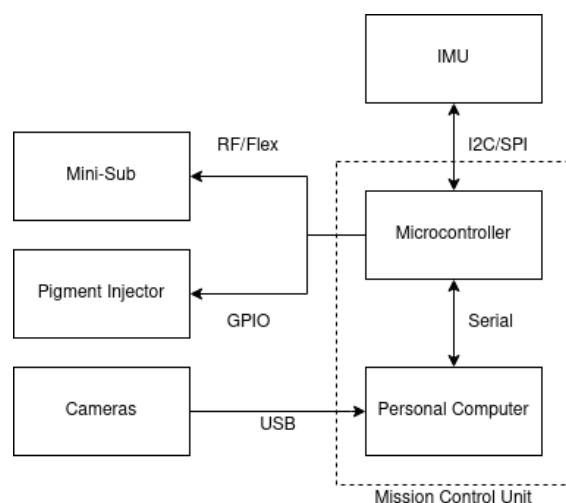 IMU
RF/Flex
I2C/SPI
Mini-Sub
Microcontroller
Pigment Injector
GPIO
Serial
Cameras
Personal Computer
USB
Mission Control Unit